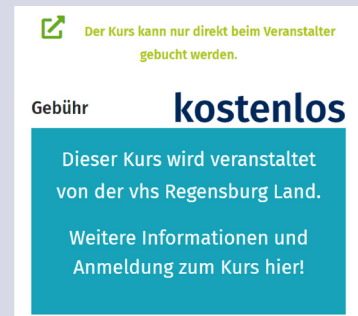 Der Kurs kann nur direkt beim Veranstalter
gebucht werden.
Gebühr kostenlos
Dieser Kurs wird veranstaltet
von der vhs Regensburg Land.
Weitere Informationen und
Anmeldung zum Kurs hier!